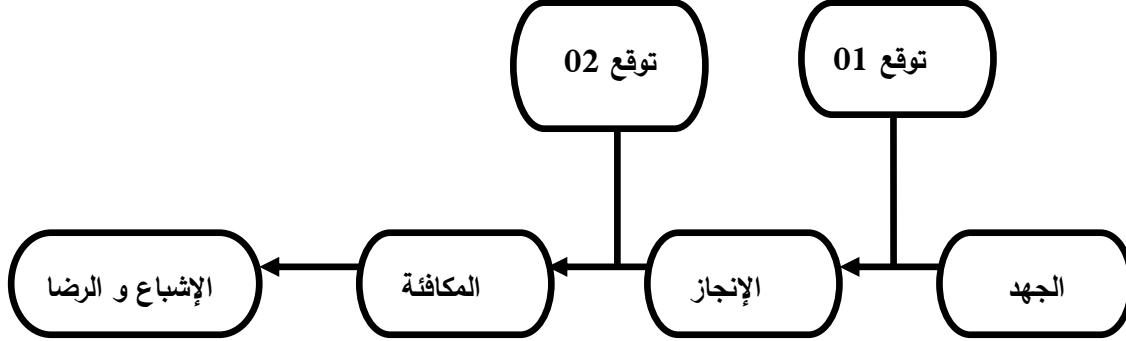 توقع 01
توقع 02
الجهد
الإنجاز
المكافئة
الإشباع و الرضا